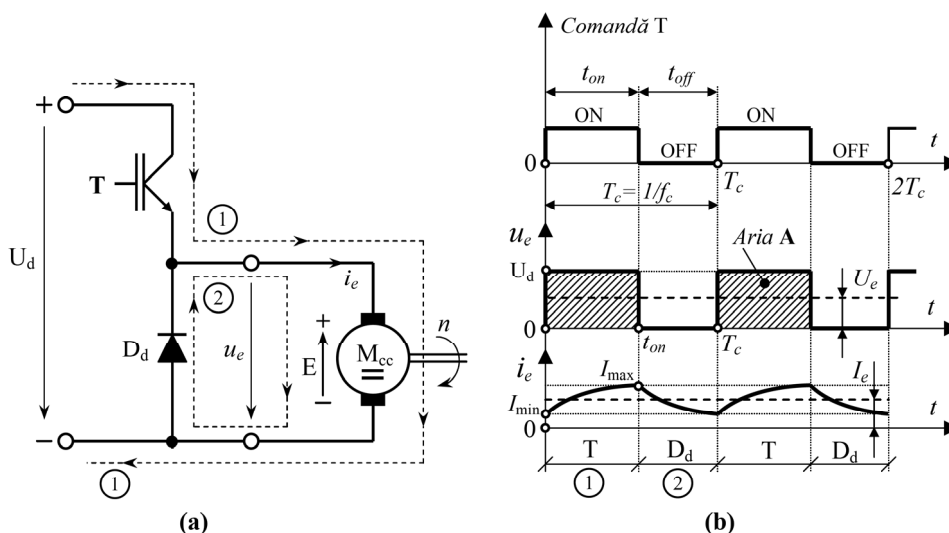 +
T
U_d
1
2
i_e
D_d
u_e
+
E
−
M_cc
n
−
1
(a)
Comandă T
t_on
t_off
ON
OFF
ON
OFF
t
0
T_c
2T_c
T_c = 1/f_c
u_e
Aria A
U_d
U_e
t
0
t_on
T_c
i_e
I_max
I_e
I_min
t
0
T
D_d
T
D_d
1
2
(b)